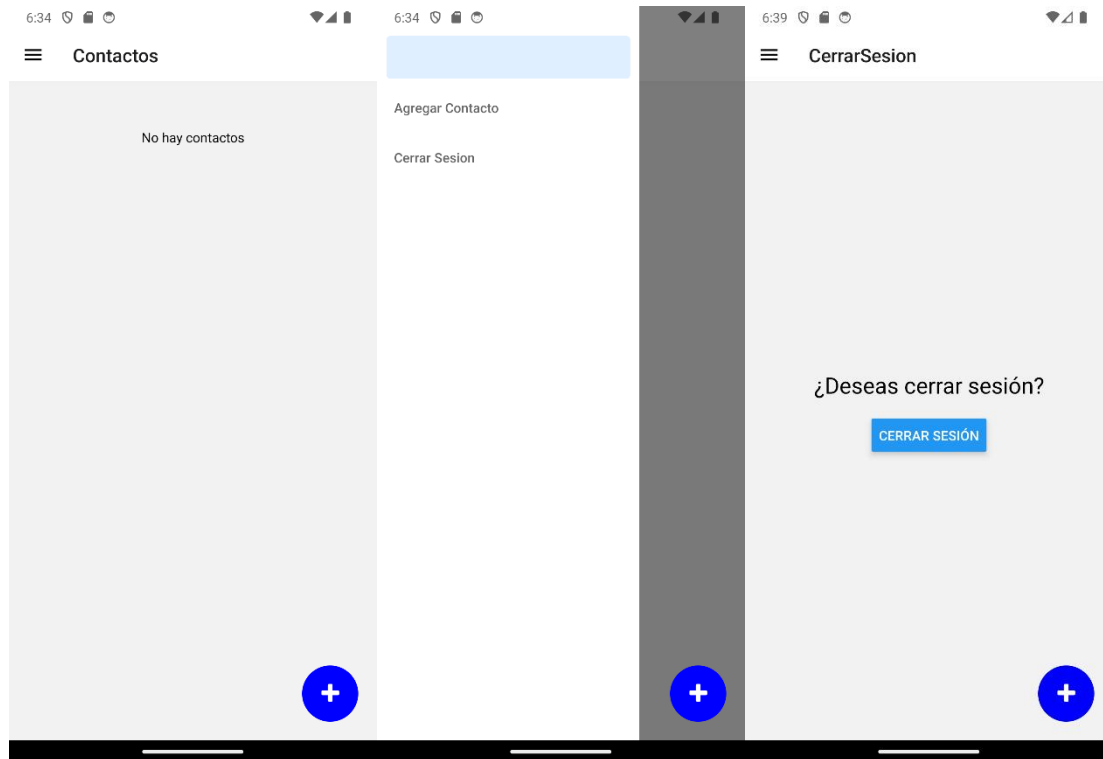 6:34
Contactos
No hay contactos
6:34
Agregar Contacto
Cerrar Sesion
6:39
CerrarSesion
¿Deseas cerrar sesión?
CERRAR SESIÓN